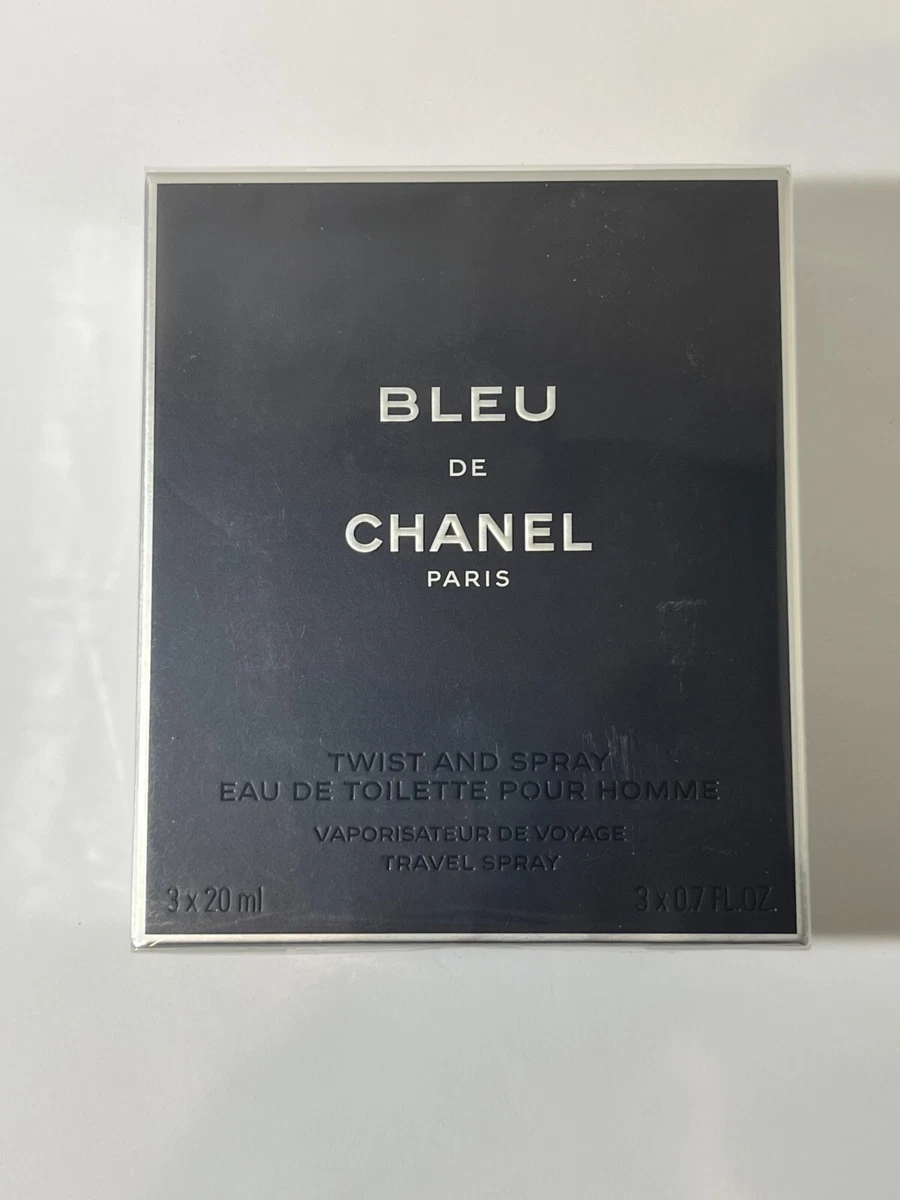 BLEU
DE
CHANEL
PARIS
TWIST AND SPRAY
EAU DE TOILETTE POUR HOMME
VAPORISATEUR DE VOYAGE
TRAVEL SPRAY
3 x 20 ml 3 x 0.7 FL.OZ.